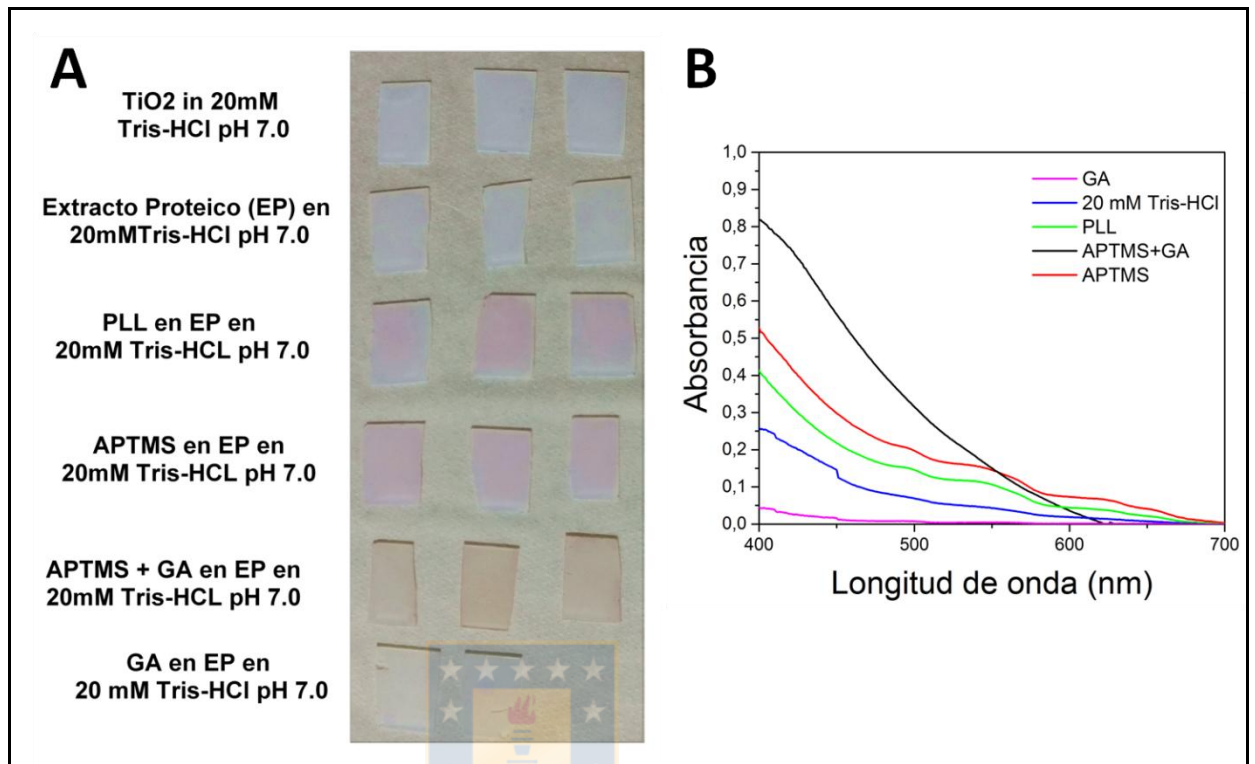 A
TiO2 in 20mM
Tris-HCl pH 7.0
Extracto Proteico (EP) en
20mMTris-HCl pH 7.0
PLL en EP en
20mM Tris-HCL pH 7.0
APTMS en EP en
20mM Tris-HCL pH 7.0
APTMS + GA en EP en
20mM Tris-HCL pH 7.0
GA en EP en
20 mM Tris-HCl pH 7.0
B
Absorbancia
1,0
0,9
0,8
0,7
0,6
0,5
0,4
0,3
0,2
0,1
0,0
GA
20 mM Tris-HCl
PLL
APTMS+GA
APTMS
400
500
600
700
Longitud de onda (nm)